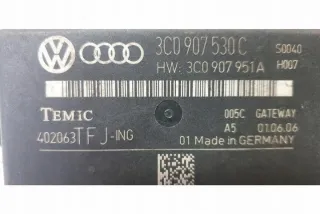 3C0 907 530 C S0040
HW: 3C0 907 951A H007
TEMIC 005C GATEWAY
402063TFJ-ING A5 01.06.06
01 Made in GERMANY